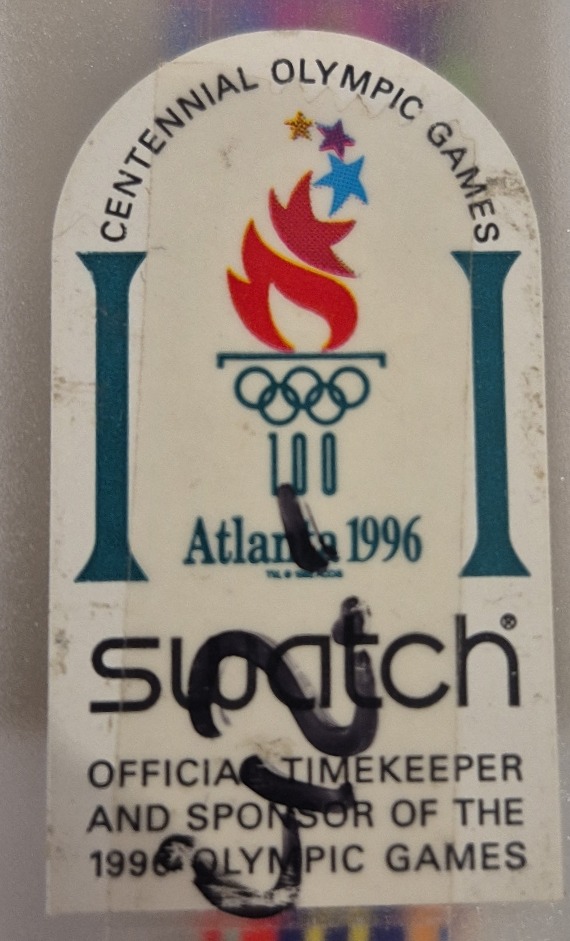 CENTENNIAL OLYMPIC GAMES
100
Atlanta 1996
swatch®
OFFICIAL TIMEKEEPER
AND SPONSOR OF THE
1996 OLYMPIC GAMES